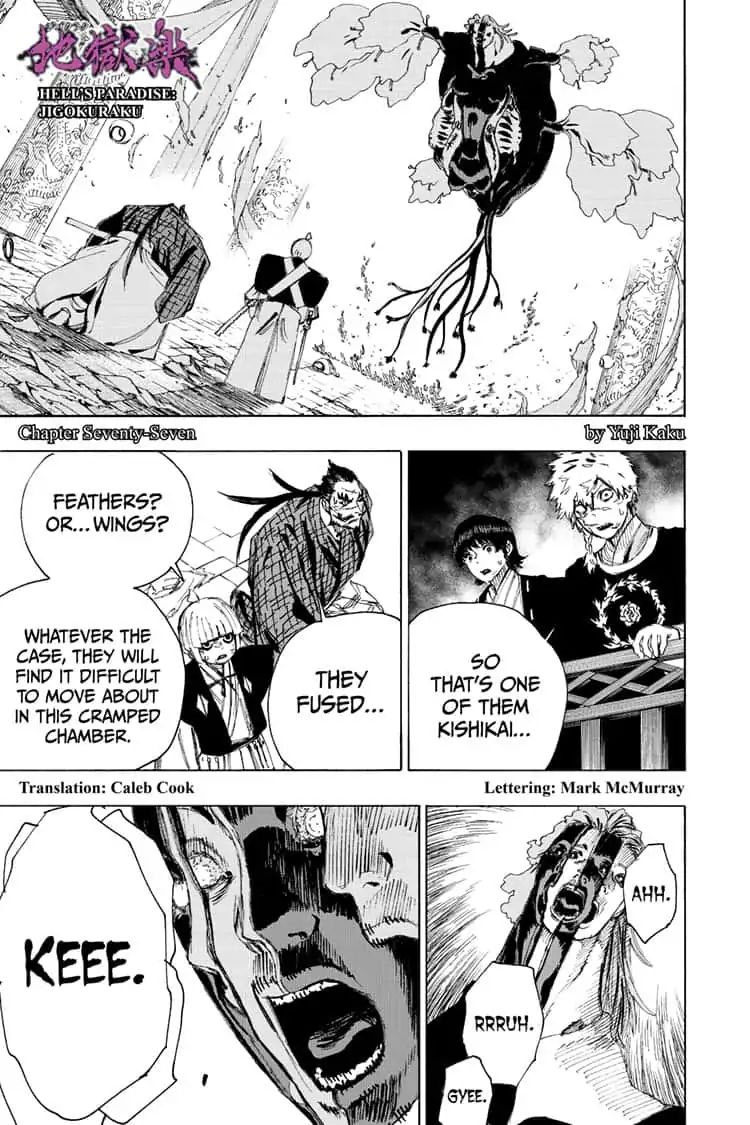 地獄楽
HELL'S PARADISE:
JIGOKURAKU
Chapter Seventy-Seven
by Yuji Kaku
SO
THAT'S ONE
OF THEM
KISHIKAI...
THEY
FUSED...
FEATHERS?
OR...WINGS?
WHATEVER THE
CASE, THEY WILL
FIND IT DIFFICULT
TO MOVE ABOUT
IN THIS CRAMPED
CHAMBER.
Translation: Caleb Cook
Lettering: Mark McMurray
AHH.
RRRUH.
GYEE.
KEEE.